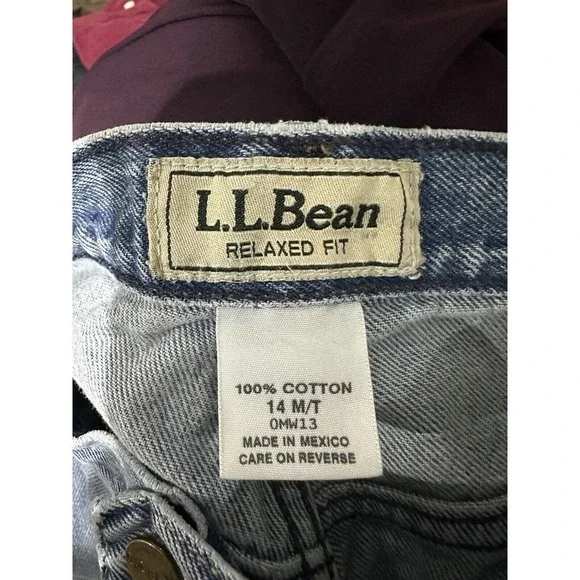 L.L.Bean
RELAXED FIT
100% COTTON
14 M/T
0MW13
MADE IN MEXICO
CARE ON REVERSE